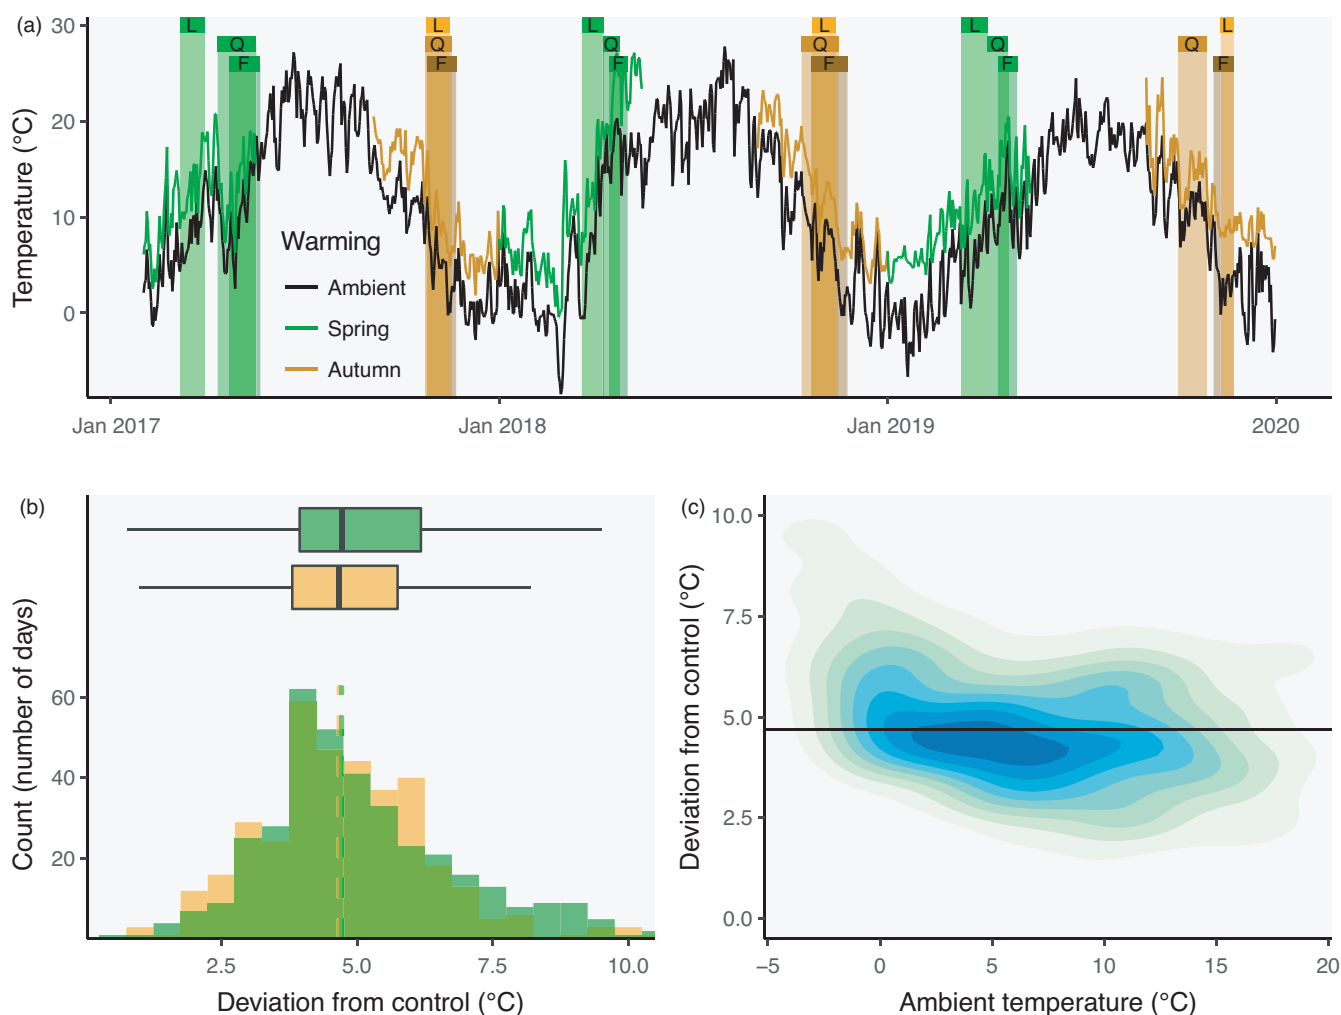 (a)
30
20
10
0
Temperature (°C)
L
Q
F
L
Q
F
L
Q
F
L
Q
F
L
Q
F
L
Q
F
Warming
Ambient
Spring
Autumn
Jan 2017
Jan 2018
Jan 2019
2020
(b)
Count (number of days)
60
40
20
2.5
5.0
7.5
10.0
Deviation from control (°C)
(c)
Deviation from control (°C)
10.0
7.5
5.0
2.5
0.0
−5
0
5
10
15
20
Ambient temperature (°C)